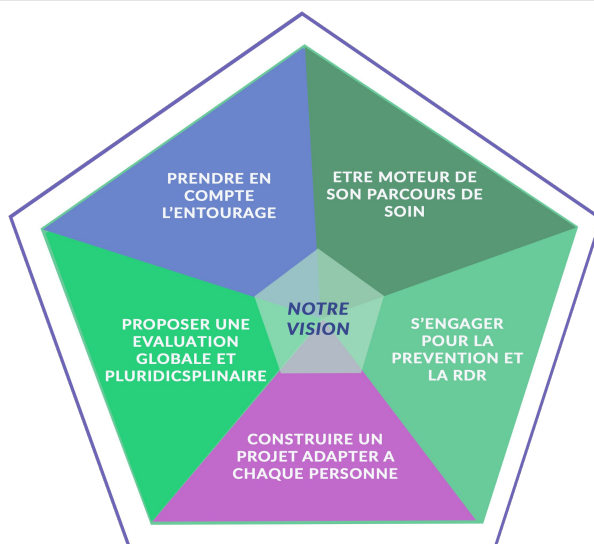 PRENDRE EN
COMPTE
L'ENTOURAGE
ETRE MOTEUR DE
SON PARCOURS DE
SOIN
NOTRE
VISION
PROPOSER UNE
EVALUATION
GLOBALE ET
PLURIDICSPLINAIRE
S'ENGAGER
POUR LA
PREVENTION ET
LA RDR
CONSTRUIRE UN
PROJET ADAPTER A
CHAQUE PERSONNE